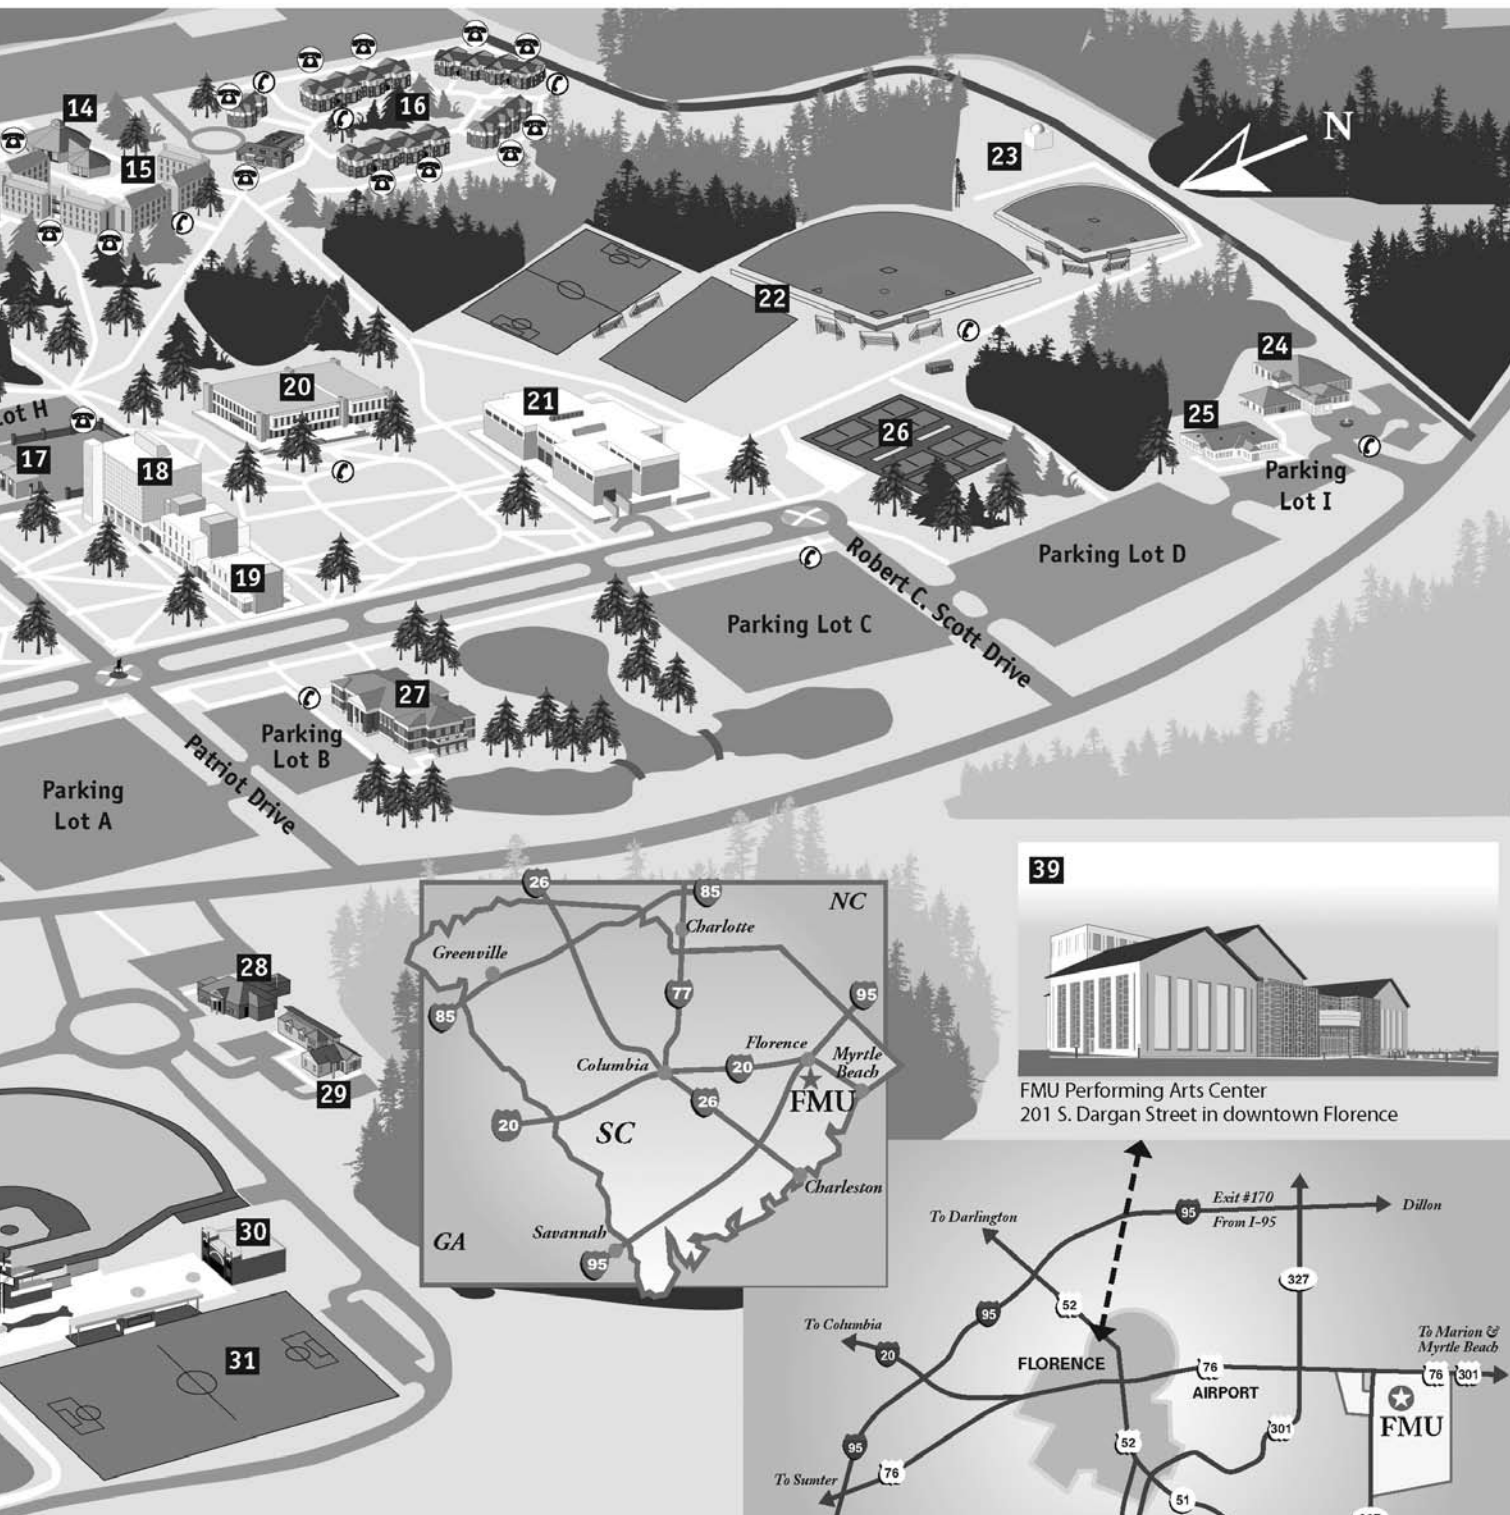 14
15
16
23
N
22
24
25
Parking
Lot I
Lot H
17
18
20
21
26
19
Parking Lot D
Robert C. Scott Drive
Parking Lot C
27
Parking
Lot B
Patriot Drive
Parking
Lot A
28
29
30
31
26
85
NC
Charlotte
Greenville
77
95
85
Florence
Myrtle
Beach
Columbia
20
FMU
26
20
SC
Charleston
Savannah
GA
95
39
FMU Performing Arts Center
201 S. Dargan Street in downtown Florence
To Darlington
95
Exit #170
From I-95
Dillon
327
52
95
To Columbia
20
FLORENCE
76
AIRPORT
To Marion &
Myrtle Beach
76
301
FMU
301
52
95
To Sumter
76
51